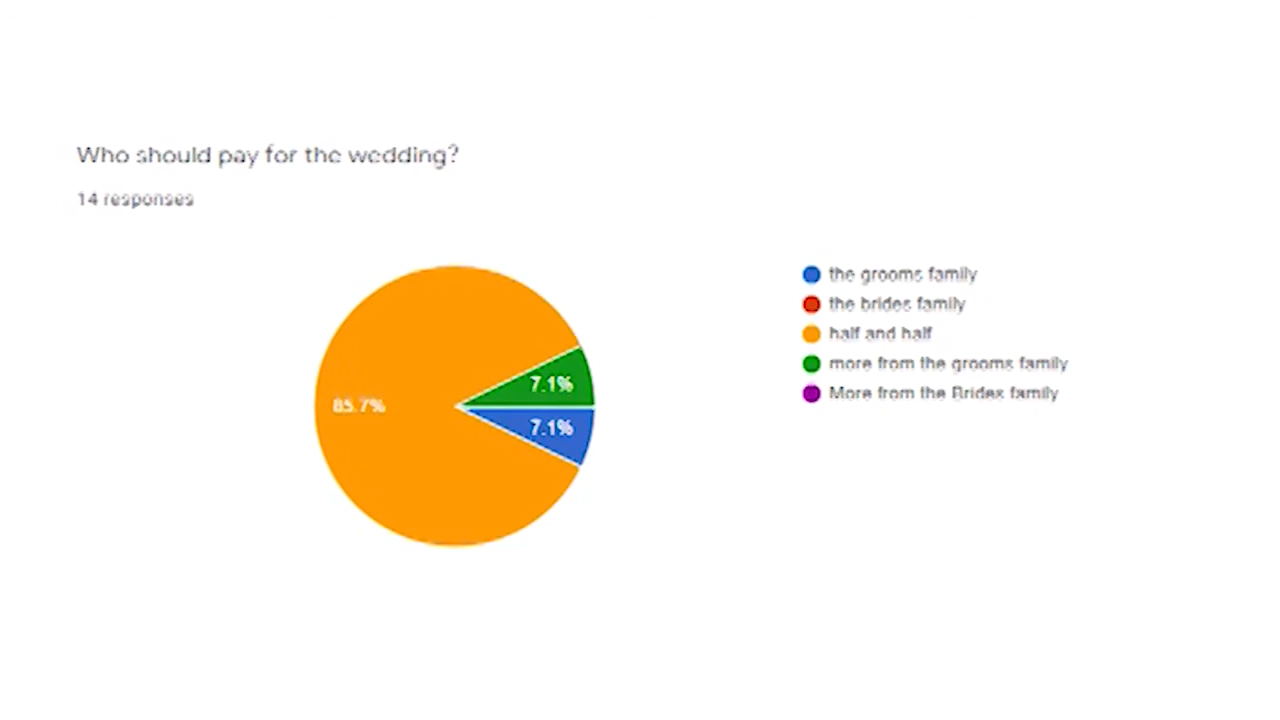 Who should pay for the wedding?
14 responses
the grooms family
the brides family
half and half
more from the grooms family
More from the Brides family
7.1%
85.7%
7.1%